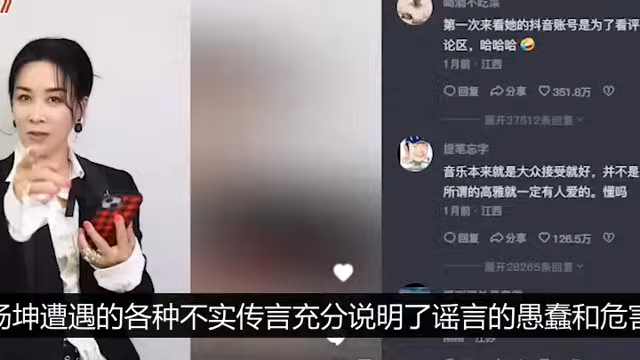 》
喝酒不吃菜
第一次来看她的抖音账号是为了看评
论区，哈哈哈🤣
1月前 · 江西
回复 分享 351.8万
展开37512条回复
提笔忘字
音乐本来就是大众接受就好，并不是
所谓的高雅就一定有人爱的。懂吗
1月前 · 江西
回复 分享 126.5万
展开28265条回复
杨坤遭遇的各种不实传言充分说明了谣言的愚蠢和危害